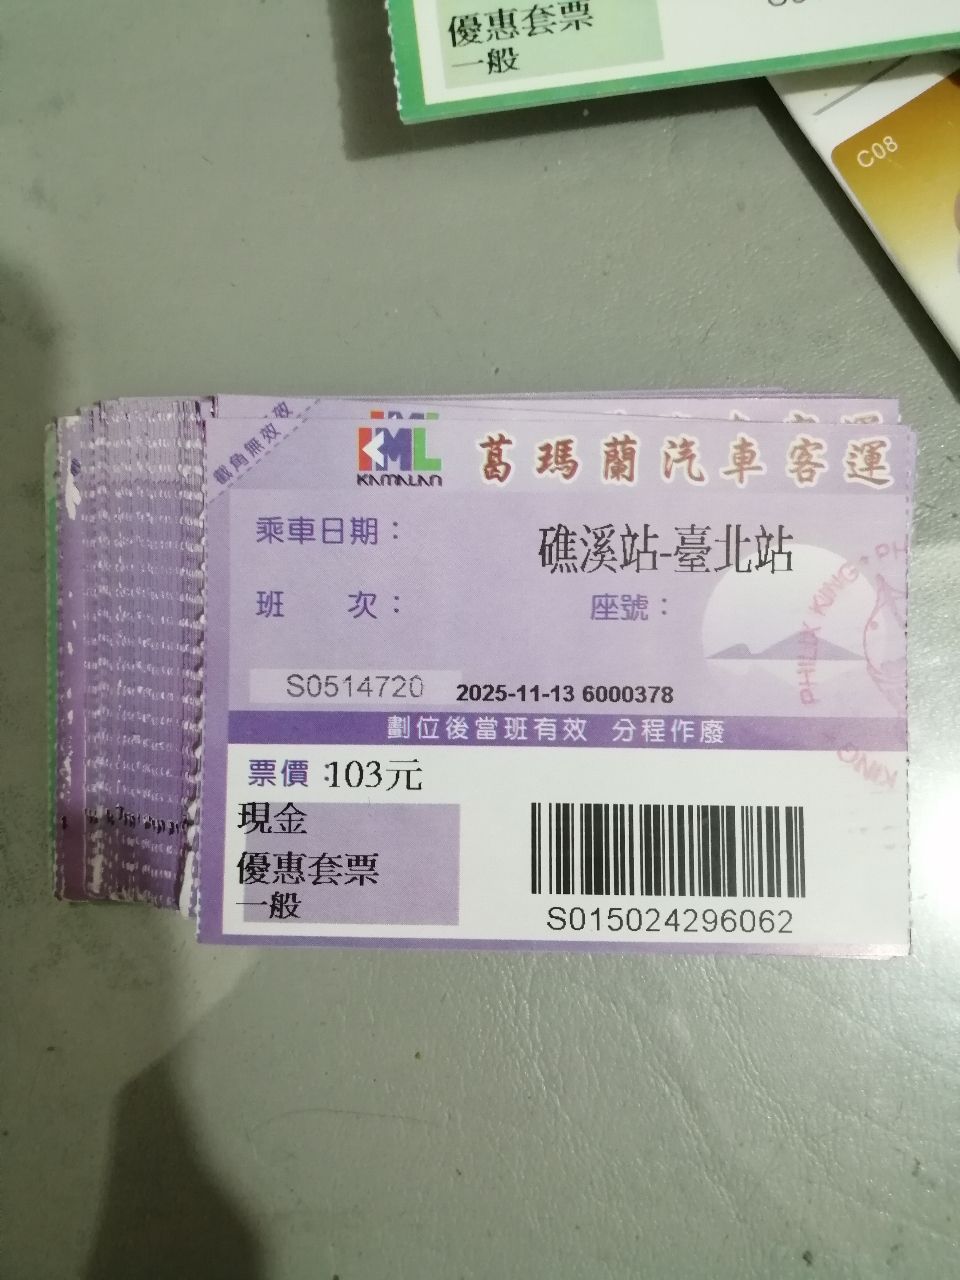 優惠套票
一般
C08
截角無效
KML
KAMALAN
葛瑪蘭汽車客運
乘車日期：
礁溪站-臺北站
班 次：
座號：
S0514720
2025-11-13 6000378
劃位後當班有效 分程作廢
票價：103元
現金
優惠套票
一般
S015024296062